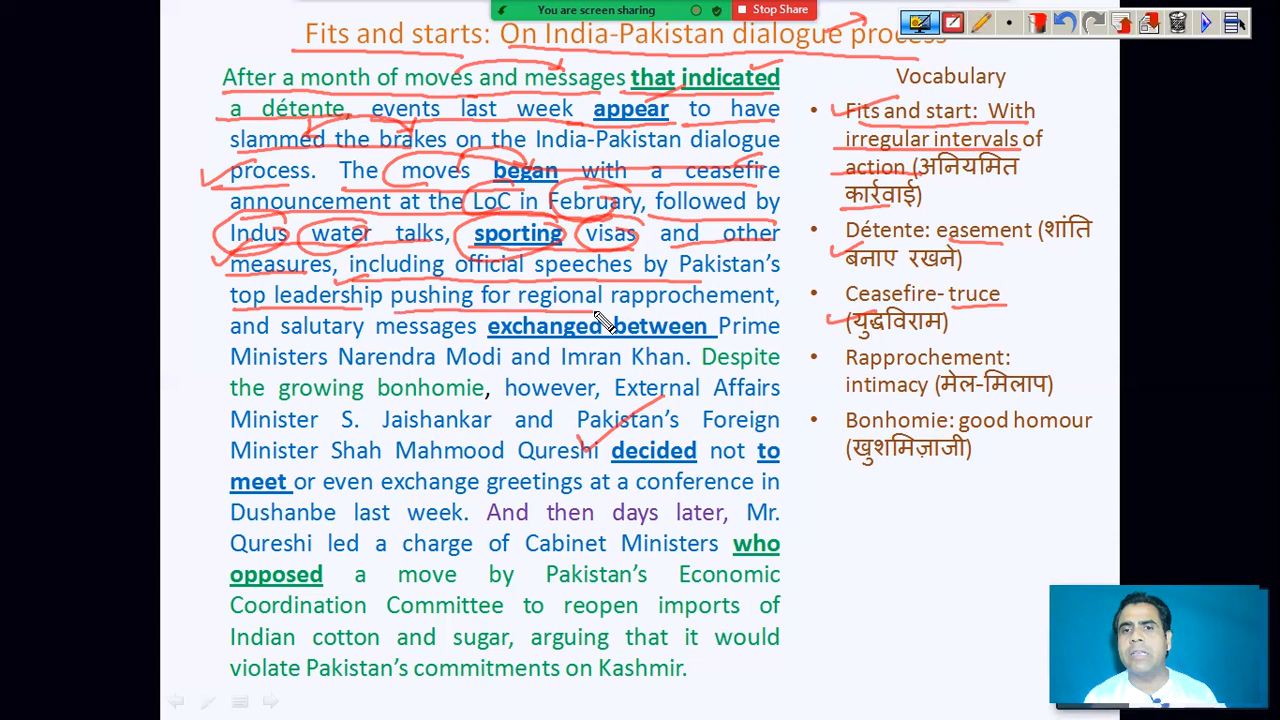 You are screen sharing
Stop Share
Fits and starts: On India-Pakistan dialogue process
After a month of moves and messages that indicated
a détente, events last week appear to have
slammed the brakes on the India-Pakistan dialogue
process. The moves began with a ceasefire
announcement at the LoC in February, followed by
Indus water talks, sporting visas and other
measures, including official speeches by Pakistan's
top leadership pushing for regional rapprochement,
and salutary messages exchanged between Prime
Ministers Narendra Modi and Imran Khan. Despite
the growing bonhomie, however, External Affairs
Minister S. Jaishankar and Pakistan's Foreign
Minister Shah Mahmood Qureshi decided not to
meet or even exchange greetings at a conference in
Dushanbe last week. And then days later, Mr.
Qureshi led a charge of Cabinet Ministers who
opposed a move by Pakistan's Economic
Coordination Committee to reopen imports of
Indian cotton and sugar, arguing that it would
violate Pakistan's commitments on Kashmir.
Vocabulary
• Fits and start: With
irregular intervals of
action (अनियमित
कार्रवाई)
• Détente: easement (शांति
बनाए रखने)
• Ceasefire- truce
(युद्धविराम)
• Rapprochement:
intimacy (मेल-मिलाप)
• Bonhomie: good homour
(खुशमिज़ाजी)